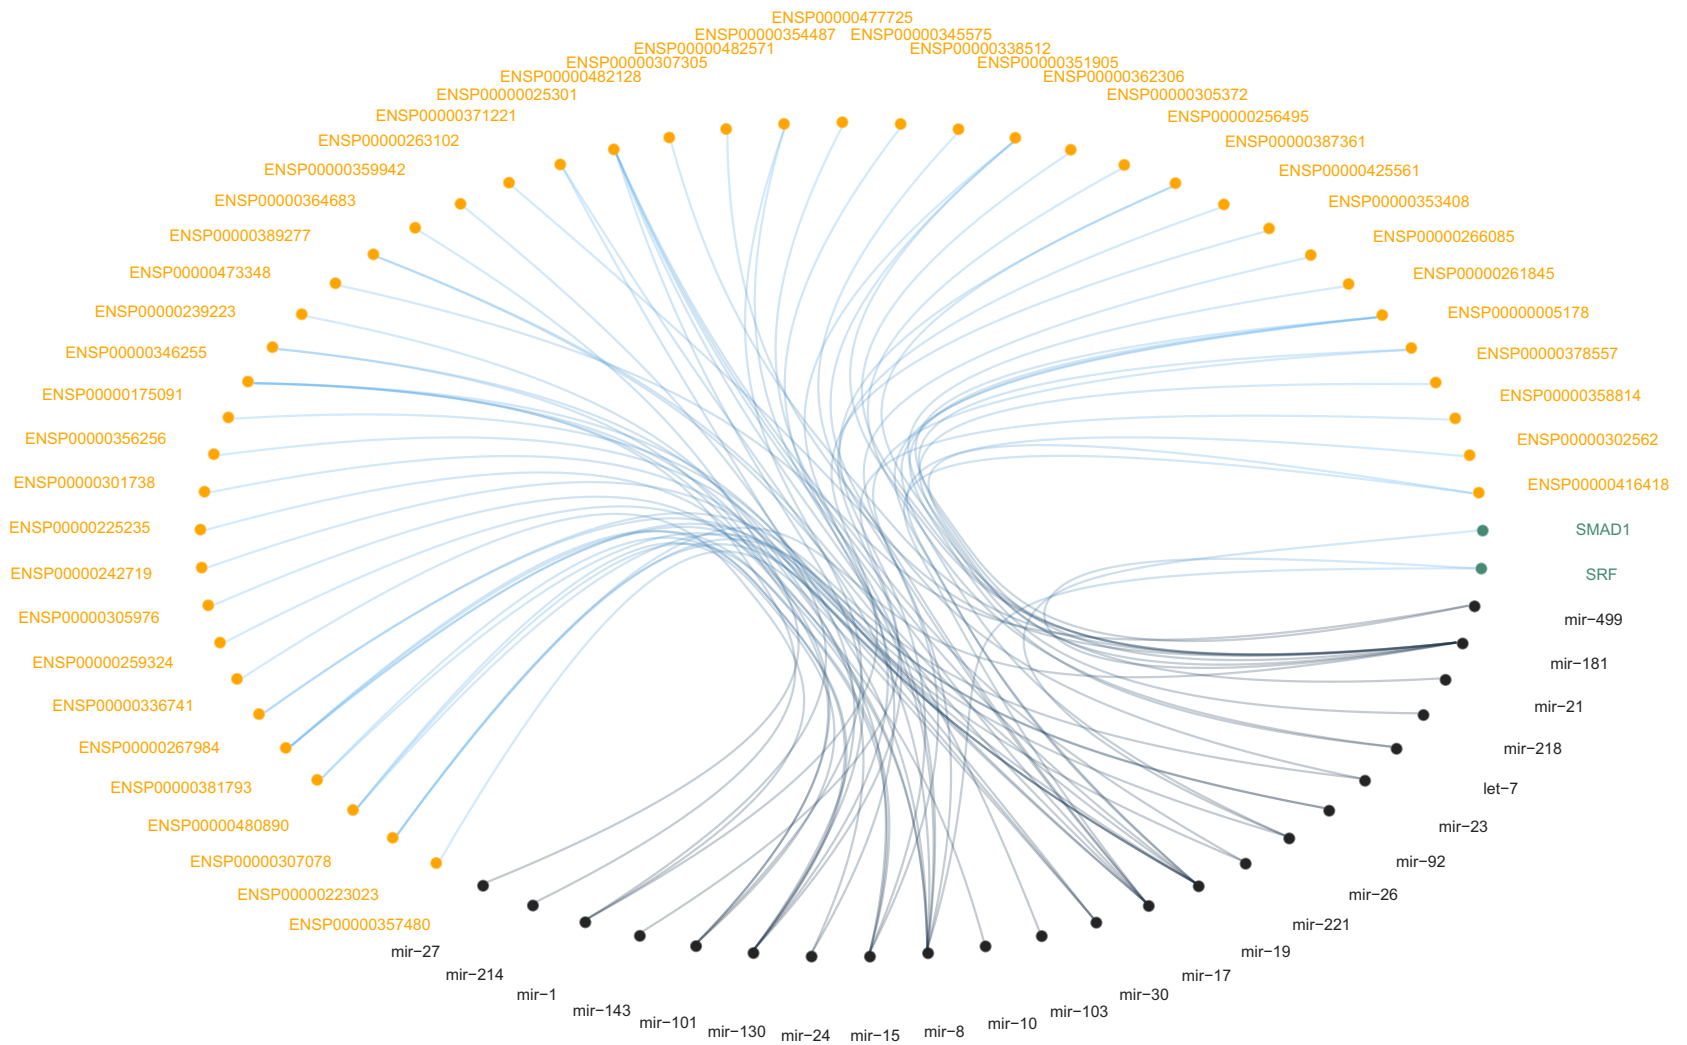 ENSP00000477725
ENSP00000354487
ENSP00000345575
ENSP00000482571
ENSP00000338512
ENSP00000307305
ENSP00000351905
ENSP00000482128
ENSP00000362306
ENSP00000025301
ENSP00000305372
ENSP00000371221
ENSP00000256495
ENSP00000263102
ENSP00000387361
ENSP00000359942
ENSP00000425561
ENSP00000364683
ENSP00000353408
ENSP00000389277
ENSP00000266085
ENSP00000473348
ENSP00000261845
ENSP00000239223
ENSP00000005178
ENSP00000346255
ENSP00000378557
ENSP00000175091
ENSP00000358814
ENSP00000356256
ENSP00000302562
ENSP00000301738
ENSP00000416418
ENSP00000225235
SMAD1
ENSP00000242719
SRF
ENSP00000305976
mir−499
ENSP00000259324
mir−181
ENSP00000336741
mir−21
ENSP00000267984
mir−218
ENSP00000381793
let−7
ENSP00000480890
mir−23
ENSP00000307078
mir−92
ENSP00000223023
mir−26
ENSP00000357480
mir−221
mir−27
mir−19
mir−214
mir−17
mir−1
mir−30
mir−143
mir−103
mir−101
mir−10
mir−130
mir−8
mir−24
mir−15